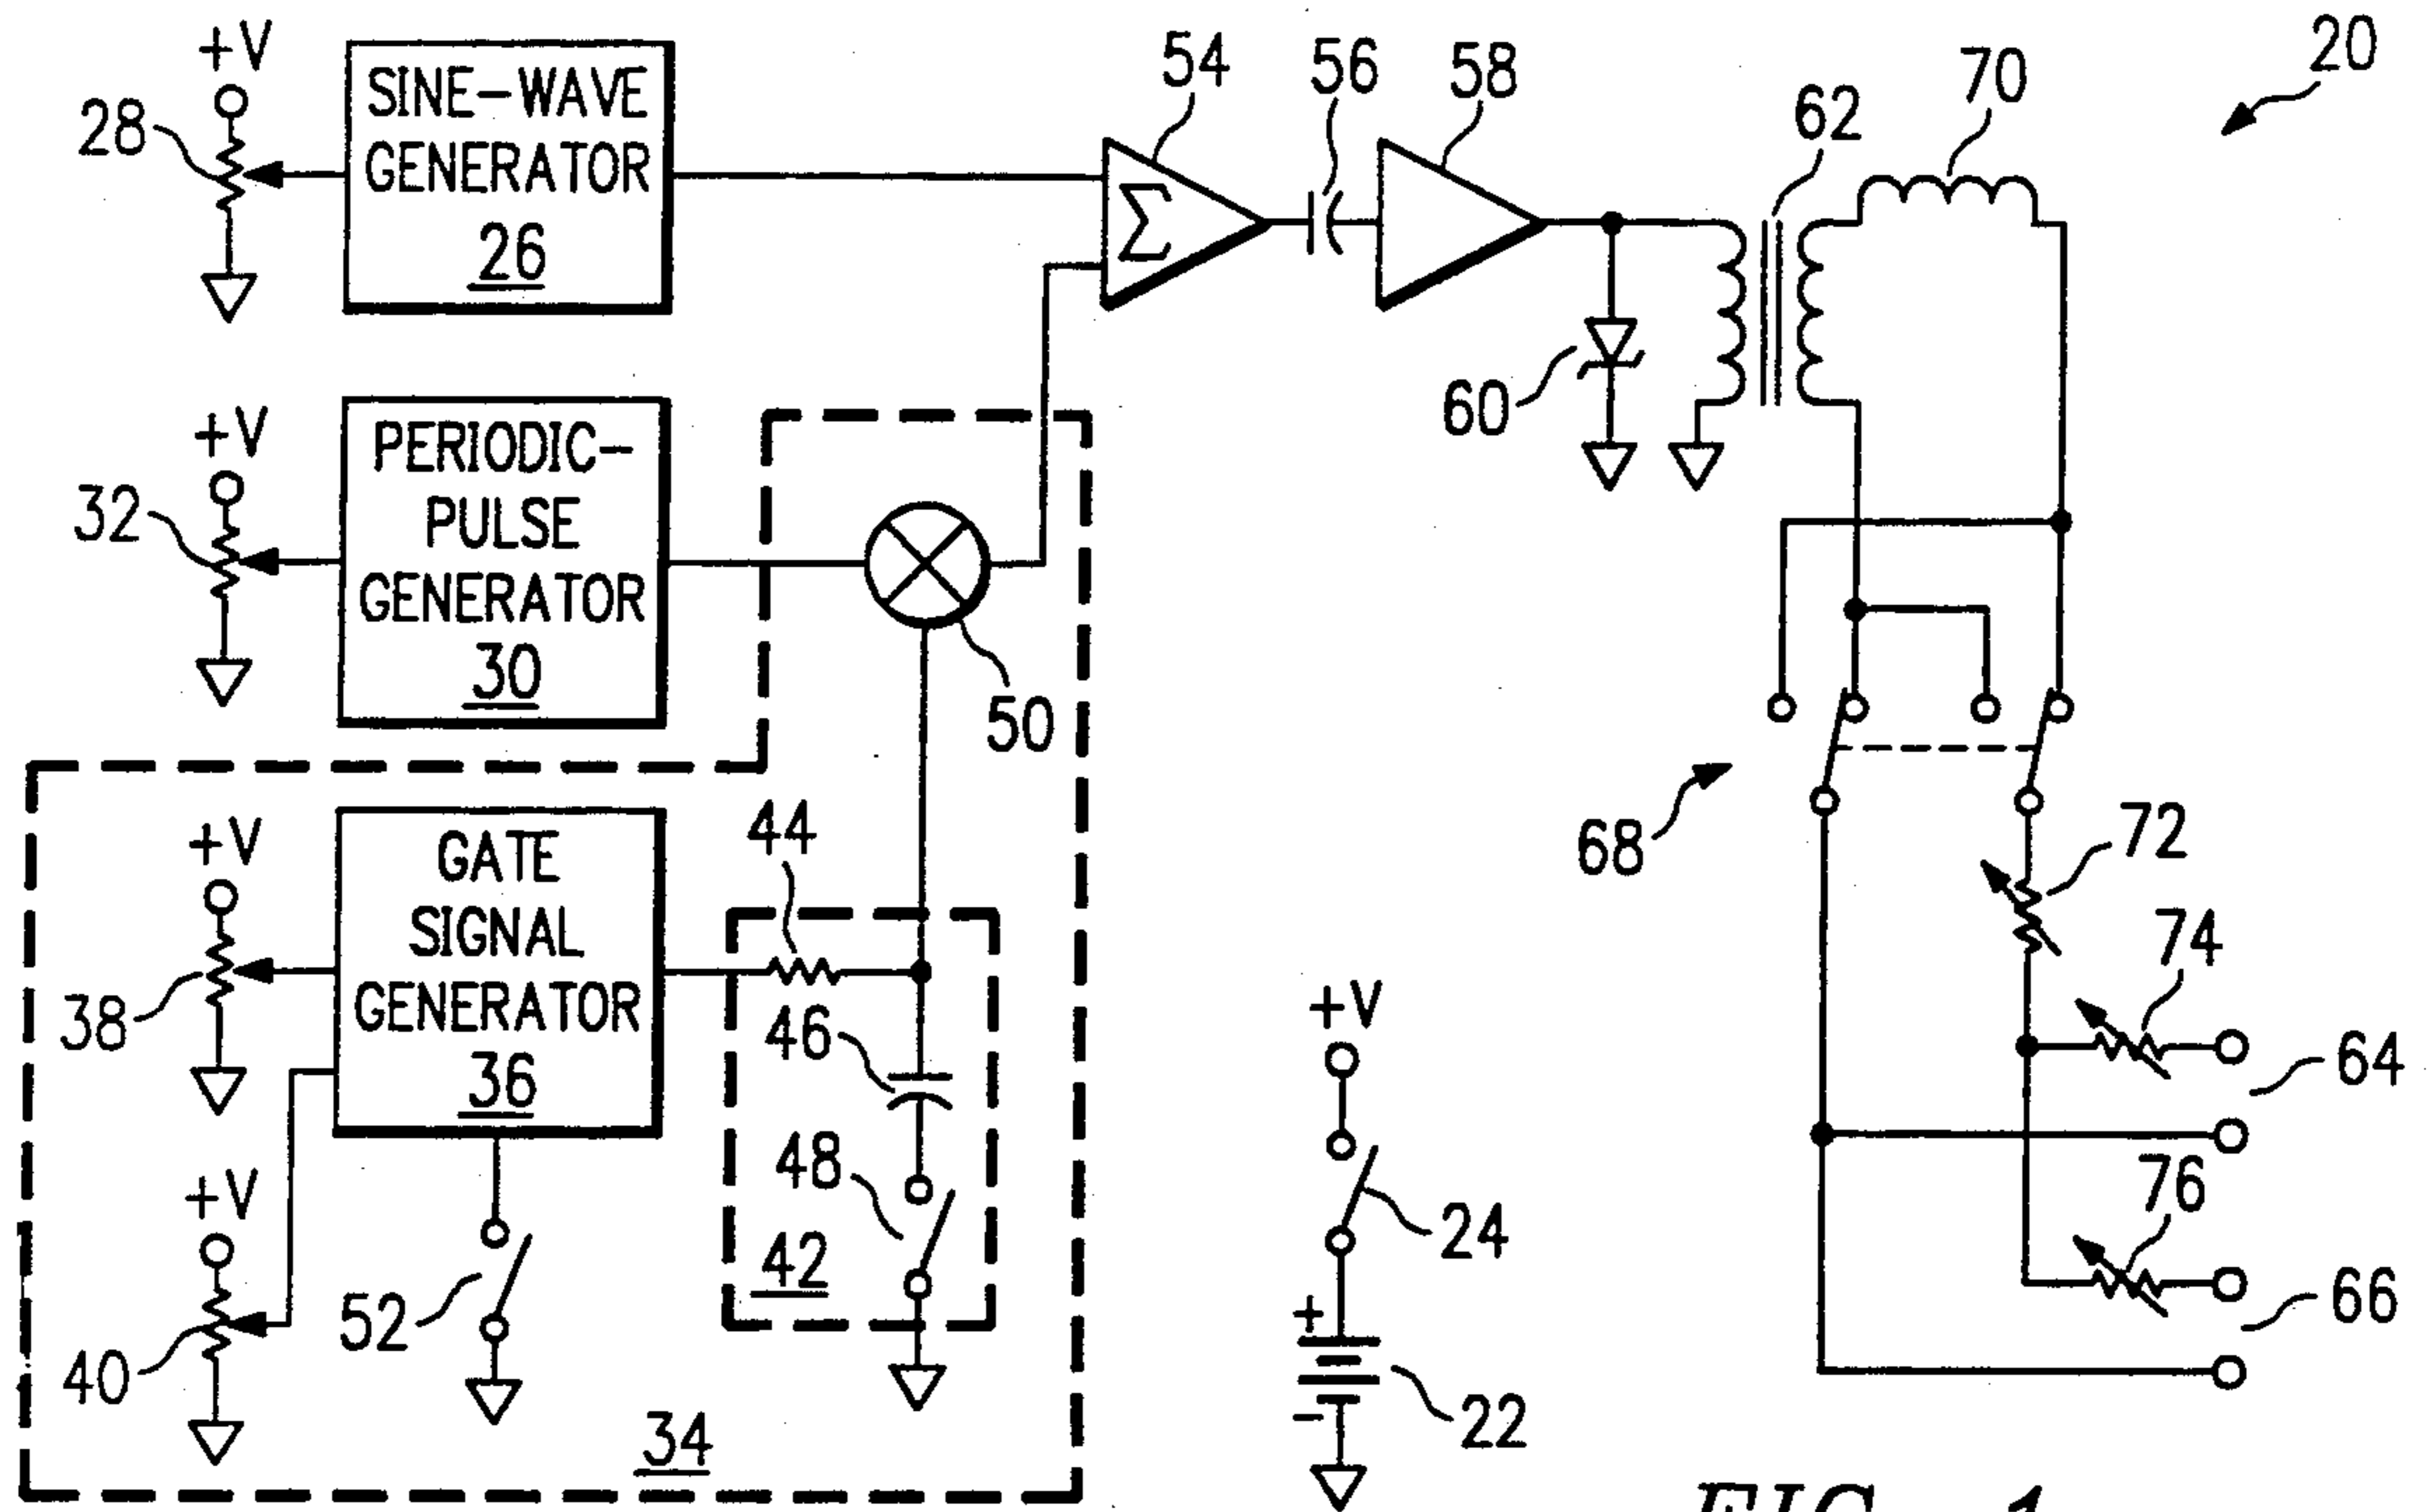 +V
28
SINE-WAVE
GENERATOR
26
54
56
58
62
70
20
Σ
60
+V
32
PERIODIC-
PULSE
GENERATOR
30
50
68
72
74
64
76
66
+V
38
GATE
SIGNAL
GENERATOR
36
44
46
48
42
+V
40
52
34
+V
24
+
-
22
FIG. 1